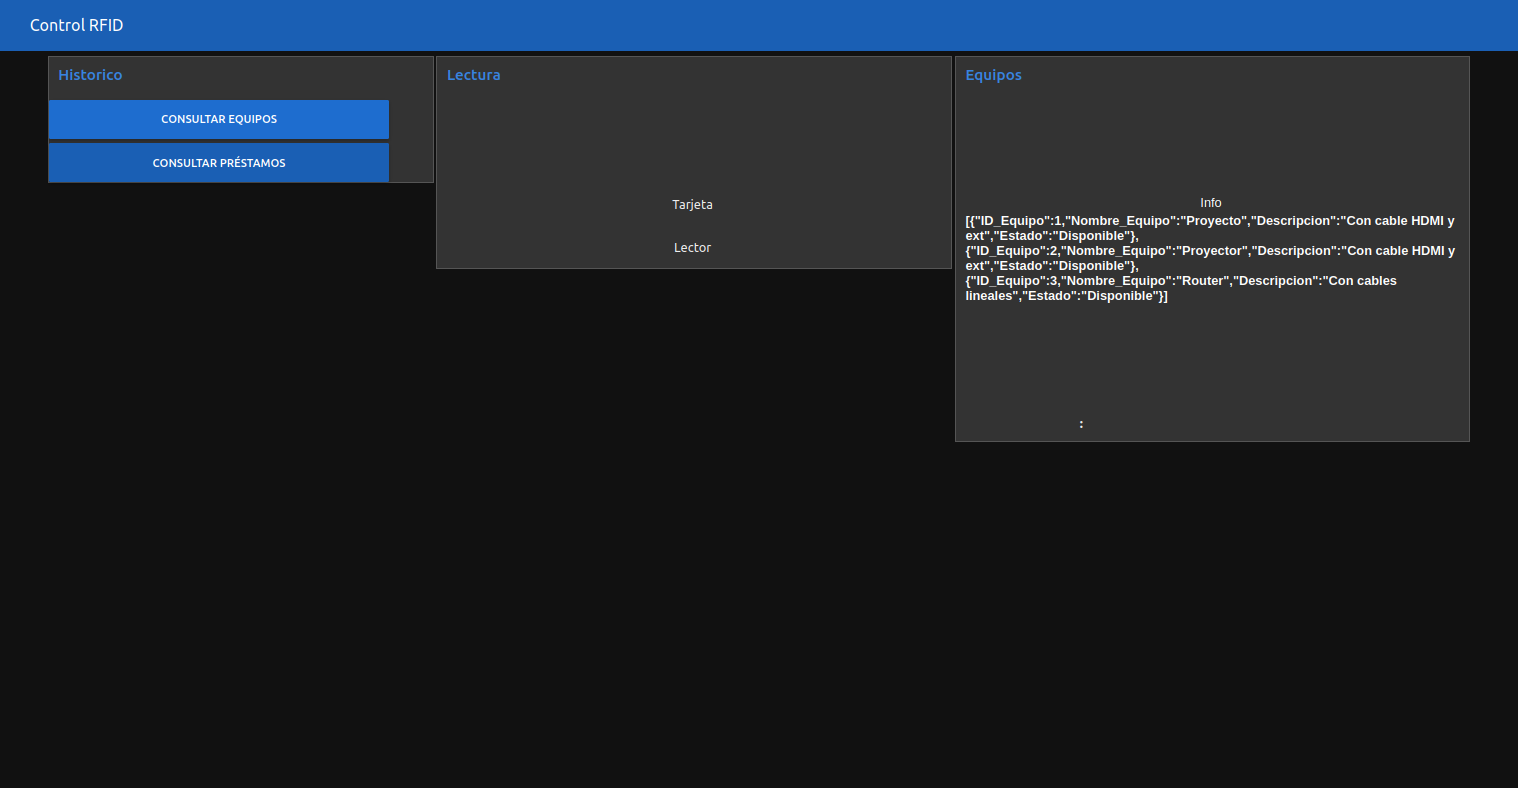 Control RFID
Historico
CONSULTAR EQUIPOS
CONSULTAR PRÉSTAMOS
Lectura
Tarjeta
Lector
Equipos
Info
[{"ID_Equipo":1,"Nombre_Equipo":"Proyecto","Descripcion":"Con cable HDMI y
ext","Estado":"Disponible"},
{"ID_Equipo":2,"Nombre_Equipo":"Proyector","Descripcion":"Con cable HDMI y
ext","Estado":"Disponible"},
{"ID_Equipo":3,"Nombre_Equipo":"Router","Descripcion":"Con cables
lineales","Estado":"Disponible"}]
: